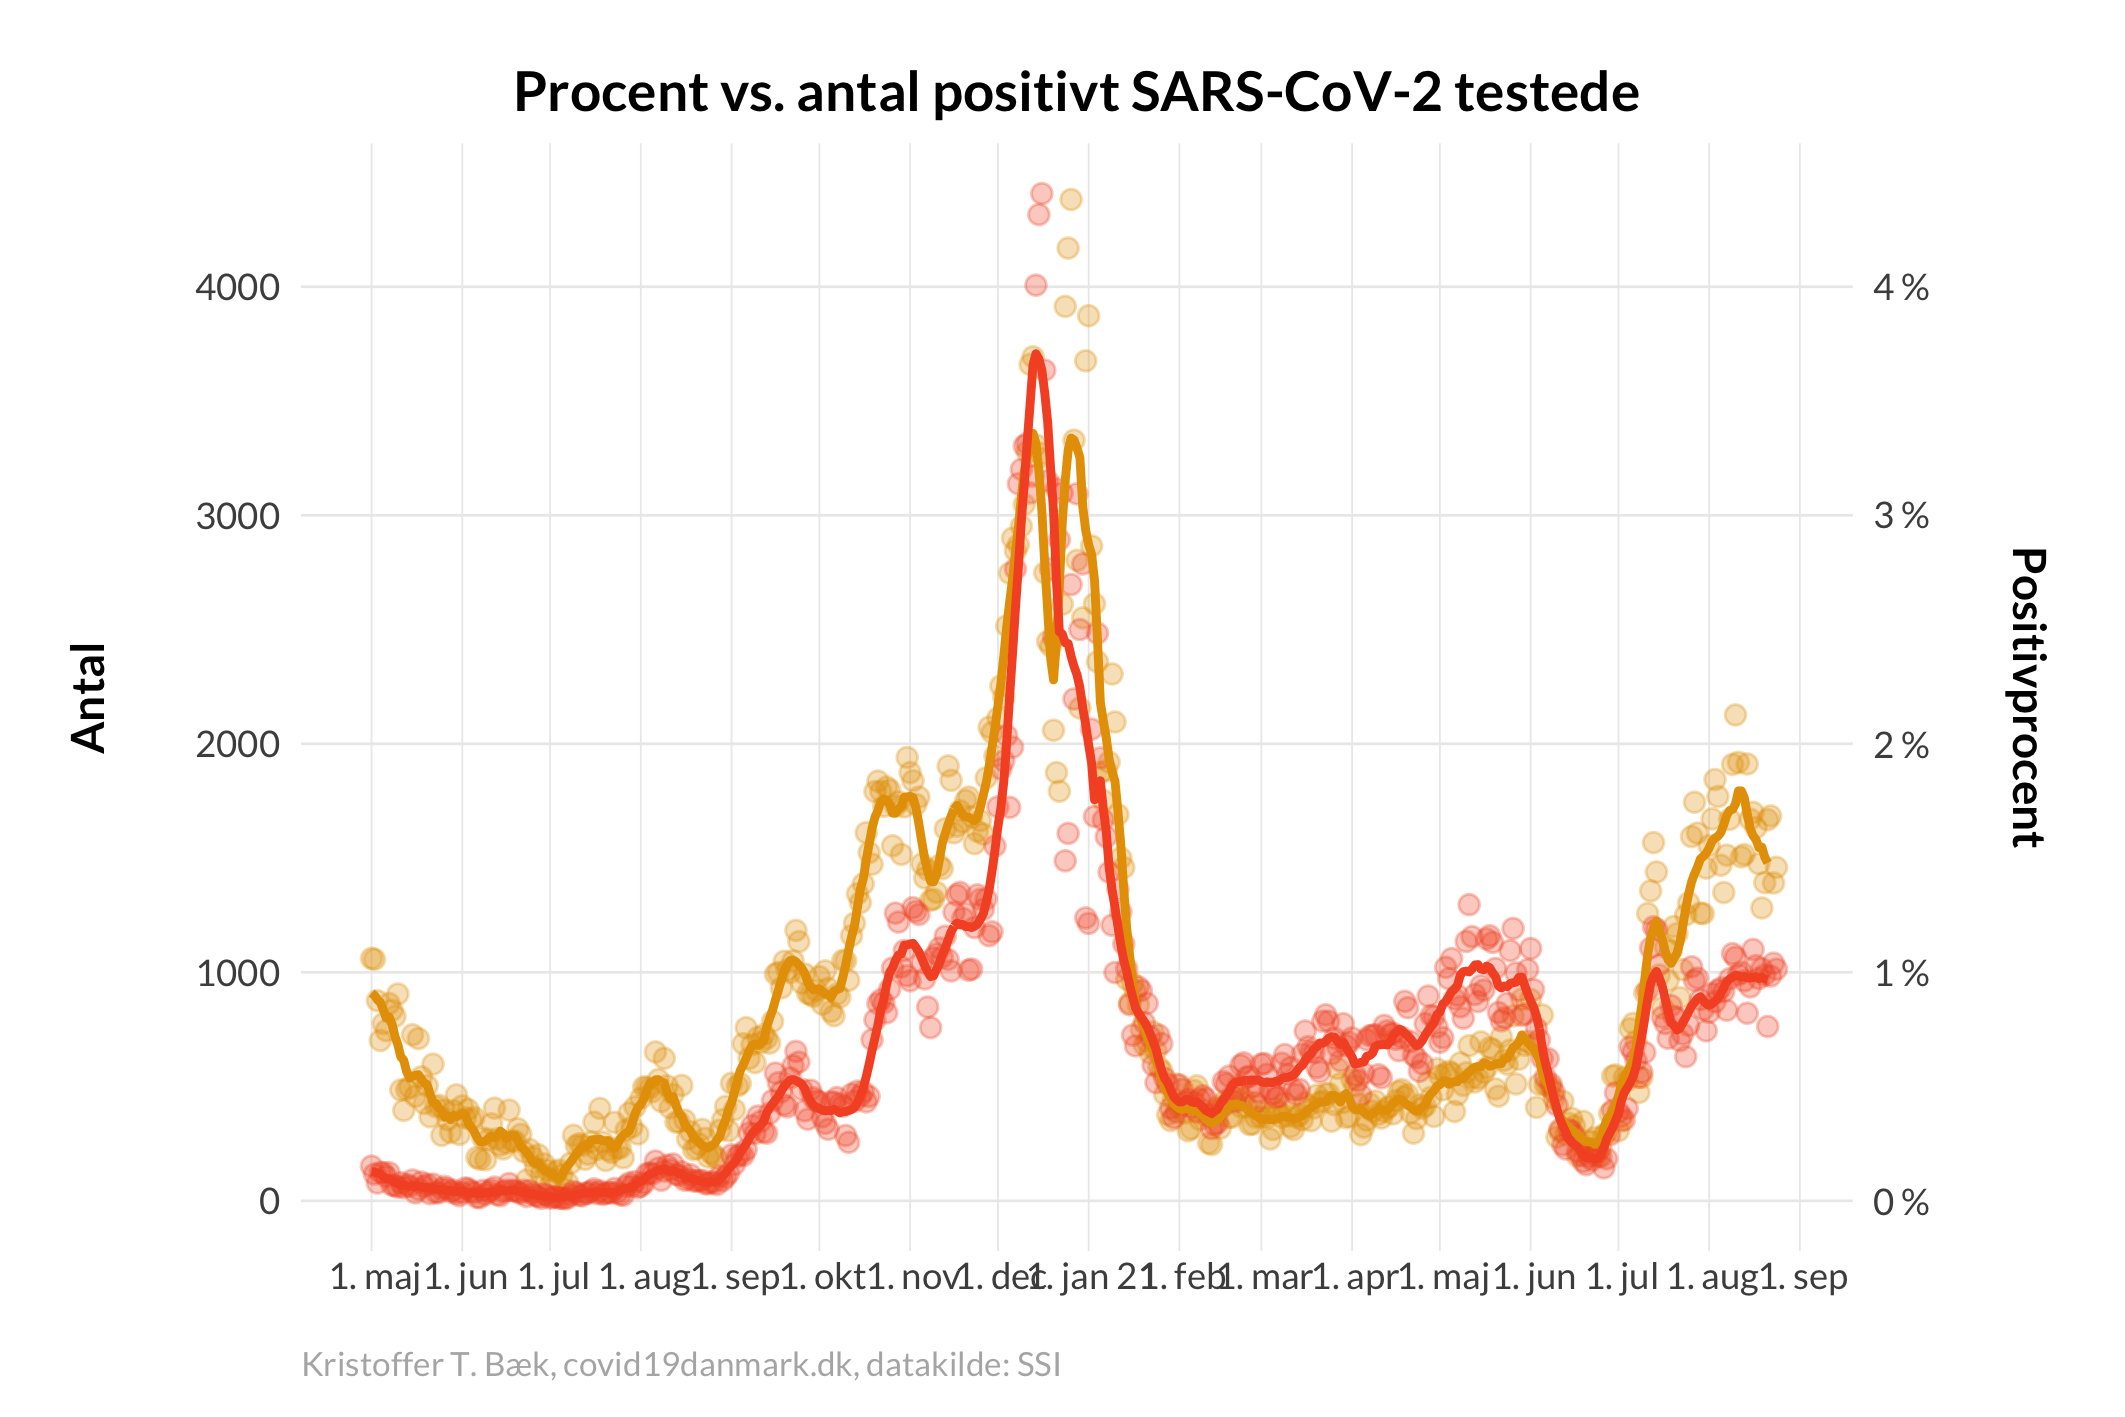 Procent vs. antal positivt SARS-CoV-2 testede
4000
3000
2000
1000
0
4 %
3 %
2 %
1 %
0 %
Antal
Positivprocent
1. maj 1. jun 1. jul 1. aug 1. sep 1. okt 1. nov 1. dec 1. jan 21 1. feb 1. mar 1. apr 1. maj 1. jun 1. jul 1. aug 1. sep
Kristoffer T. Bæk, covid19danmark.dk, datakilde: SSI